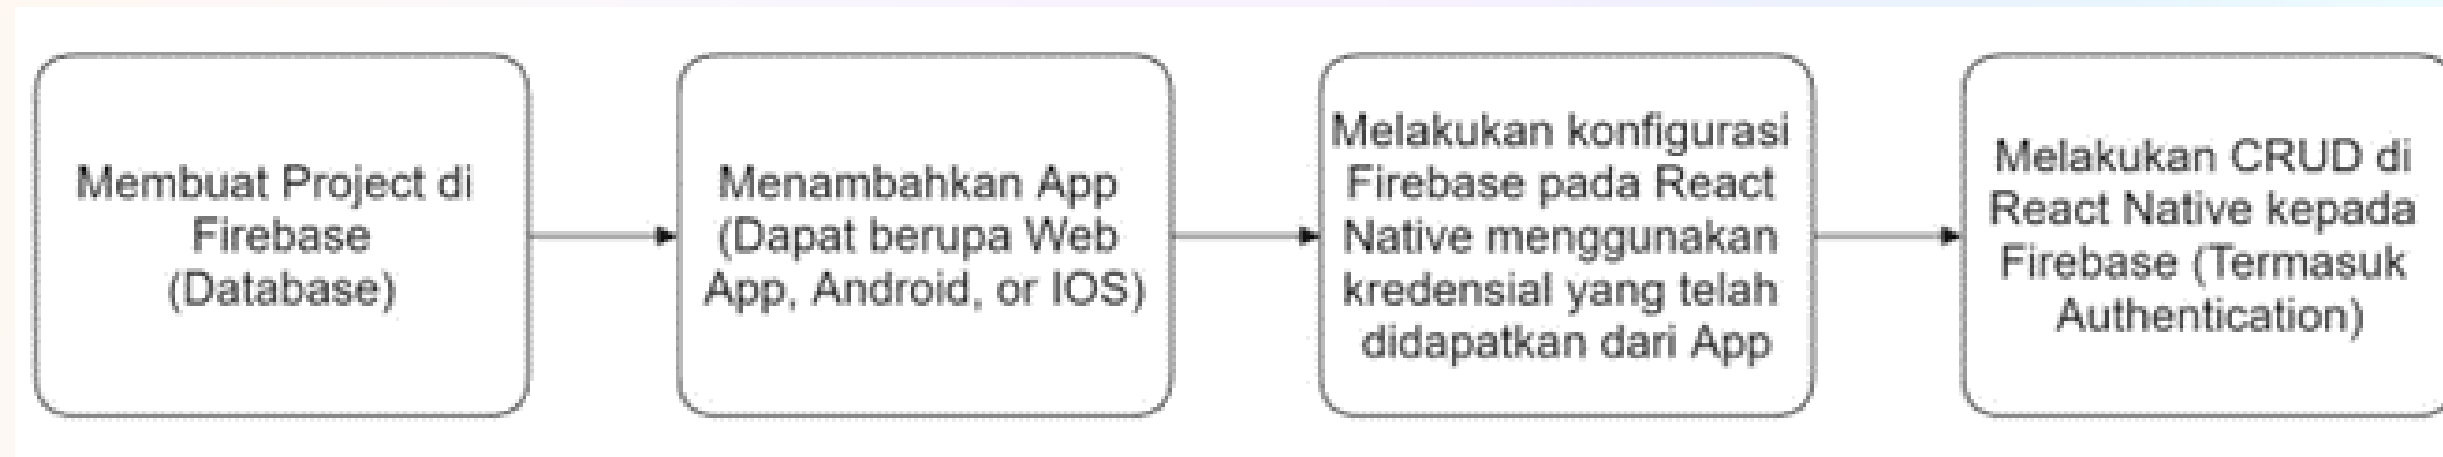 Membuat Project di
Firebase
(Database)
Menambahkan App
(Dapat berupa Web
App, Android, or IOS)
Melakukan konfigurasi
Firebase pada React
Native menggunakan
kredensial yang telah
didapatkan dari App
Melakukan CRUD di
React Native kepada
Firebase (Termasuk
Authentication)